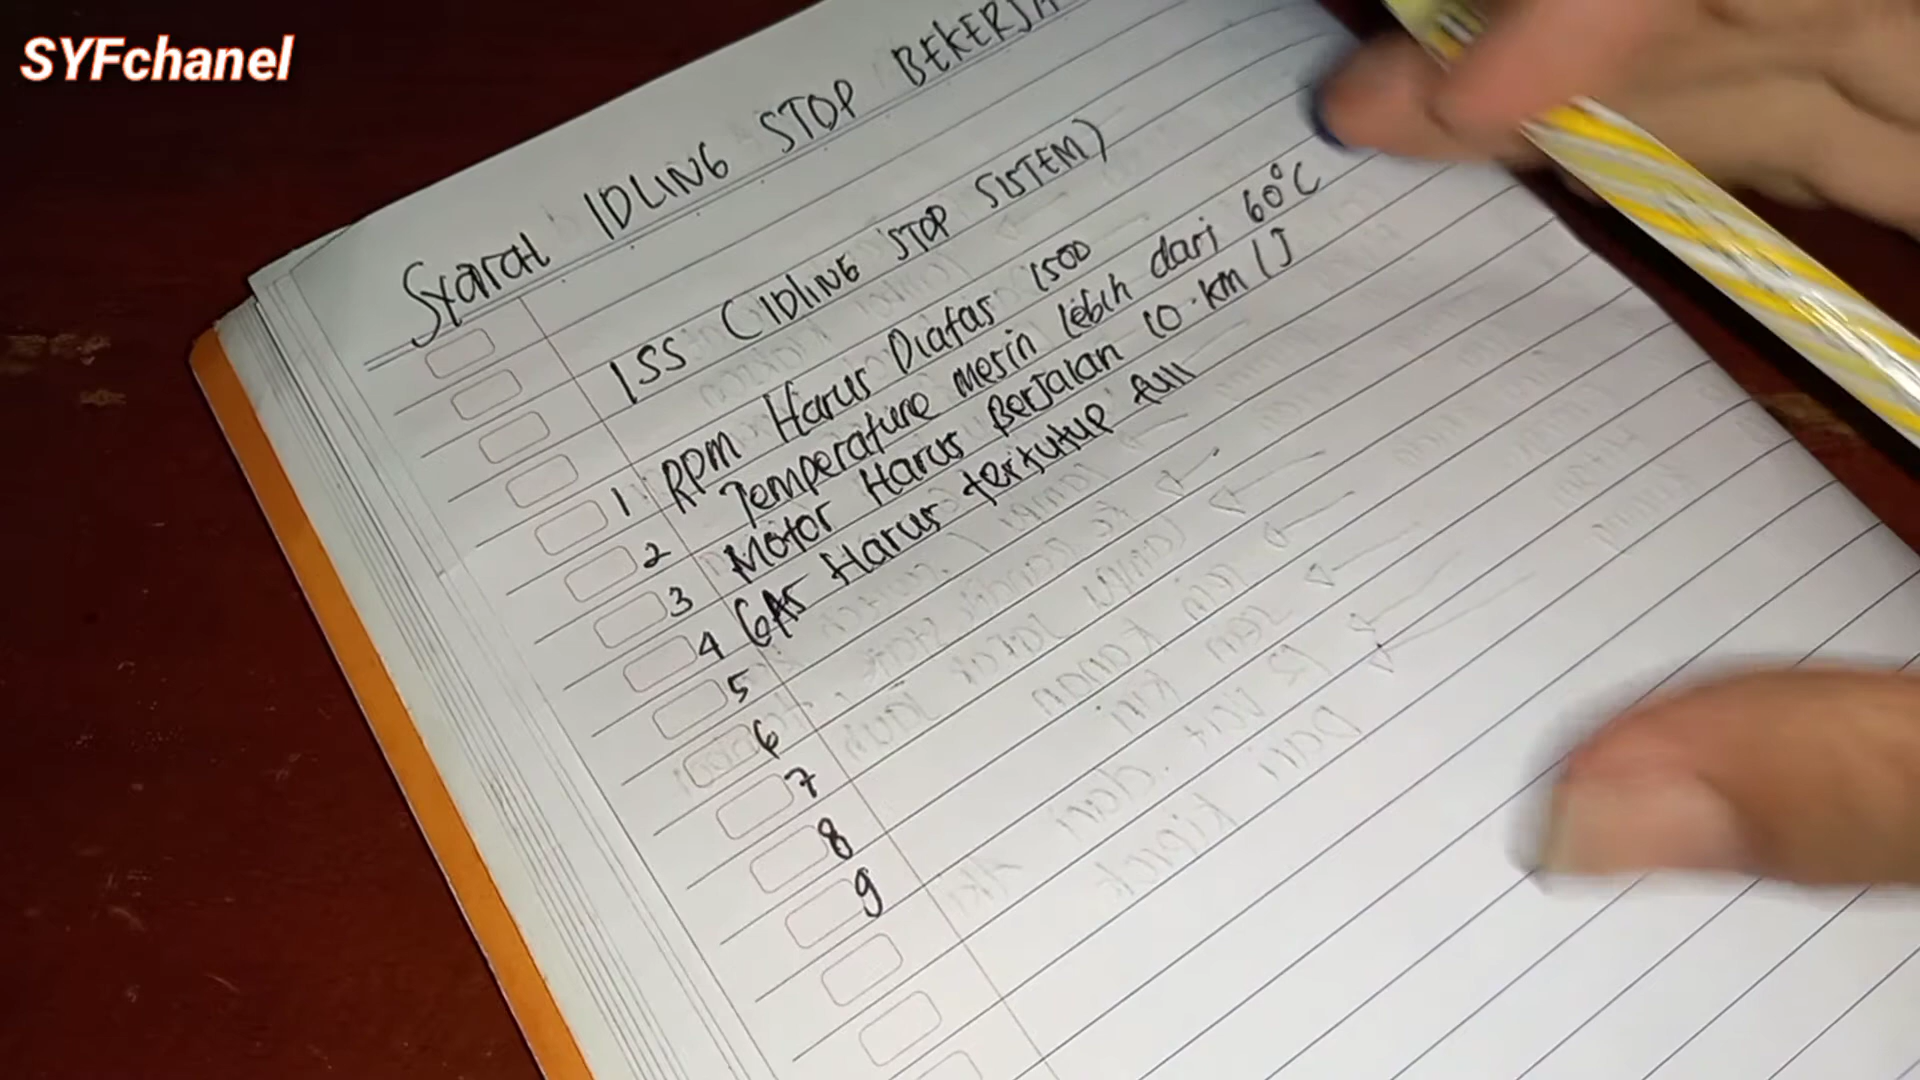 SYFchanel
Syarat IDLING STOP BEKERJA
ISS (IDLING STOP SISTEM)
1 RPM Harus Diatas 1500
2 Temperature mesin lebih dari 60°C
3 Motor Harus Berjalan 10.km/J
4 GAS Harus tertutup full
5
6
7
8
9